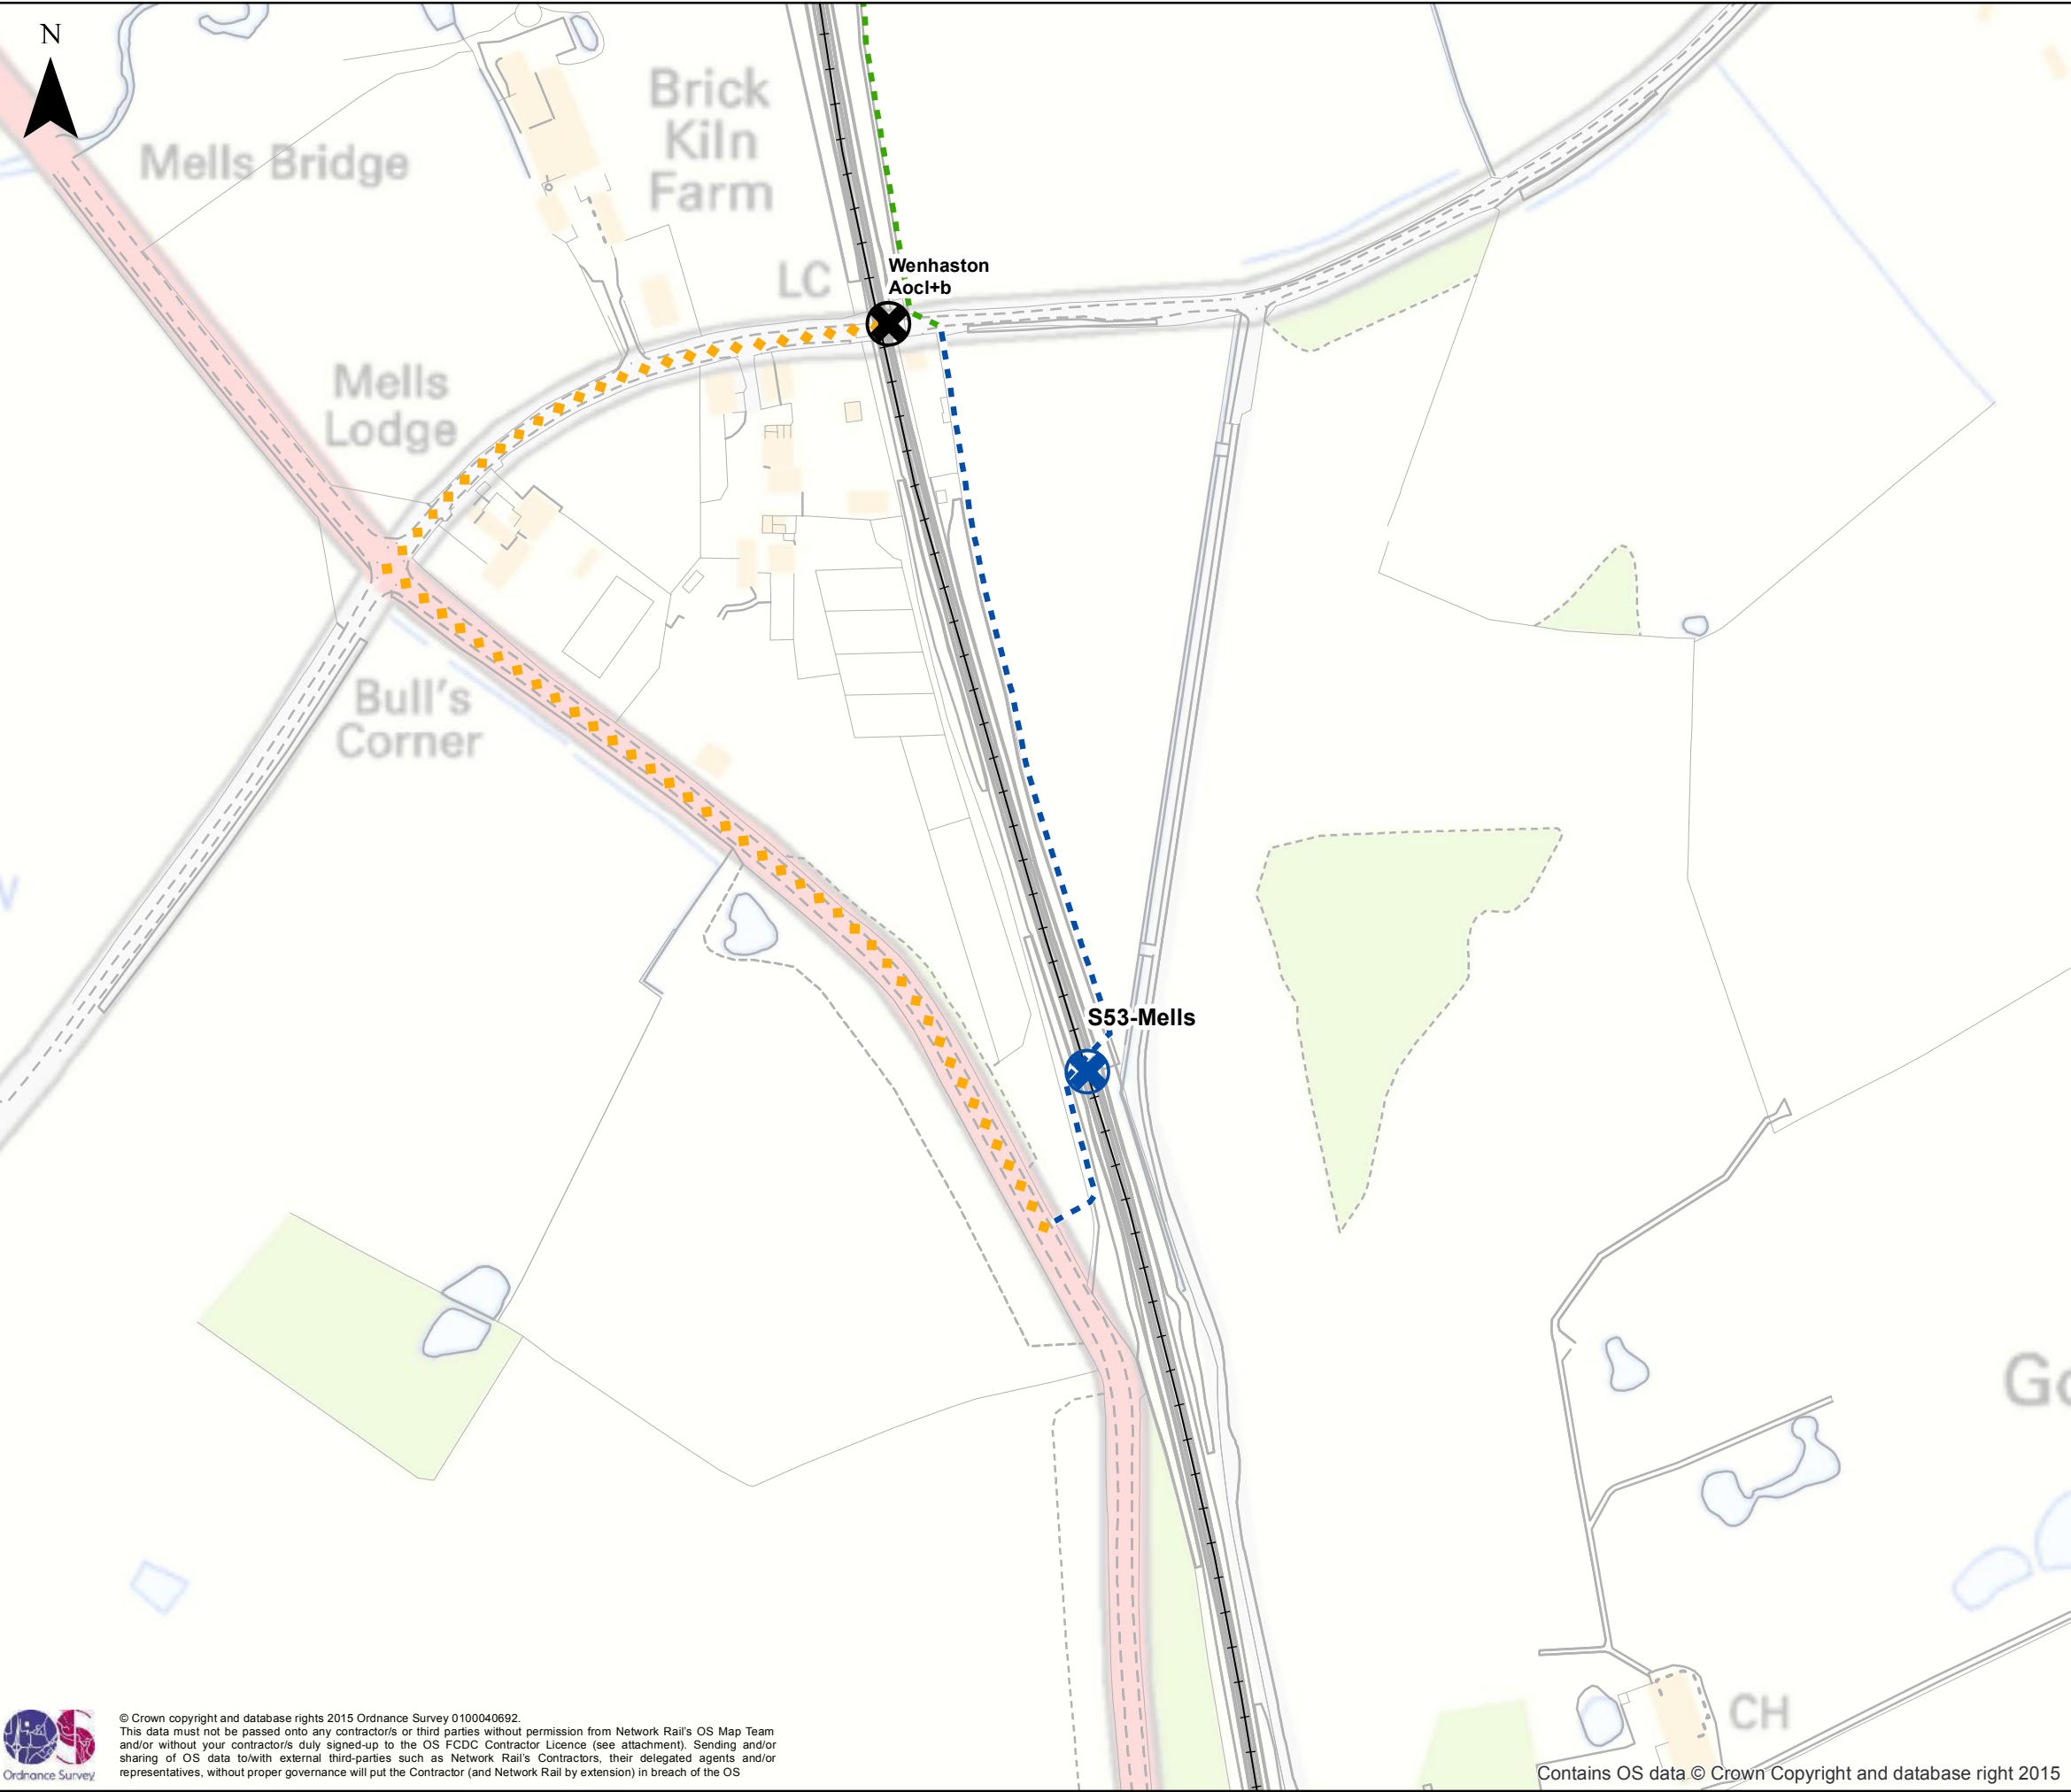 N
Brick
Kiln
Farm
Mells Bridge
LC
Wenhaston
Aocl+b
Mells
Lodge
Bull's
Corner
S53-Mells
CH
Ordnance Survey
© Crown copyright and database rights 2015 Ordnance Survey 0100040692.
This data must not be passed onto any contractor/s or third parties without permission from Network Rail's OS Map Team
and/or without your contractor/s duly signed-up to the OS FCDC Contractor Licence (see attachment). Sending and/or
sharing of OS data to/with external third-parties such as Network Rail's Contractors, their delegated agents and/or
representatives, without proper governance will put the Contractor (and Network Rail by extension) in breach of the OS
Contains OS data © Crown Copyright and database right 2015